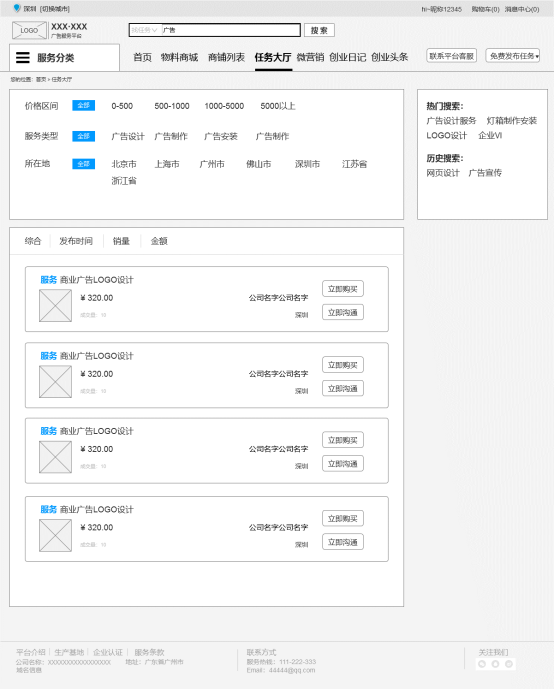 深圳 [切换城市] hi~昵称12345 购物车(0) 消息中心(0)
LOGO XXX·XXX
广告服务平台
找任务 广告 搜 索
服务分类 首页 物料商城 商铺列表 任务大厅 微营销 创业日记 创业头条 联系平台客服 免费发布任务
您的位置：首页 > 任务大厅
价格区间 全部 0-500 500-1000 1000-5000 5000以上
服务类型 全部 广告设计 广告制作 广告安装 广告制作
所在地 全部 北京市 上海市 广州市 佛山市 深圳市 江苏省
浙江省
热门搜索：
广告设计服务 灯箱制作安装
LOGO设计 企业VI
历史搜索：
网页设计 广告宣传
综合 发布时间 销量 金额
服务 商业广告LOGO设计
¥ 320.00 公司名字公司名字 立即购买
成交量： 16 深圳 立即沟通
服务 商业广告LOGO设计
¥ 320.00 公司名字公司名字 立即购买
成交量： 16 深圳 立即沟通
服务 商业广告LOGO设计
¥ 320.00 公司名字公司名字 立即购买
成交量： 16 深圳 立即沟通
服务 商业广告LOGO设计
¥ 320.00 公司名字公司名字 立即购买
成交量： 16 深圳 立即沟通
平台介绍 生产基地 企业认证 服务条款
公司名称：XXXXXXXXXXXXXXXXX 地址：广东省广州市
域名信息
联系方式
服务热线：111-222-333
Email：44444@qq.com
关注我们